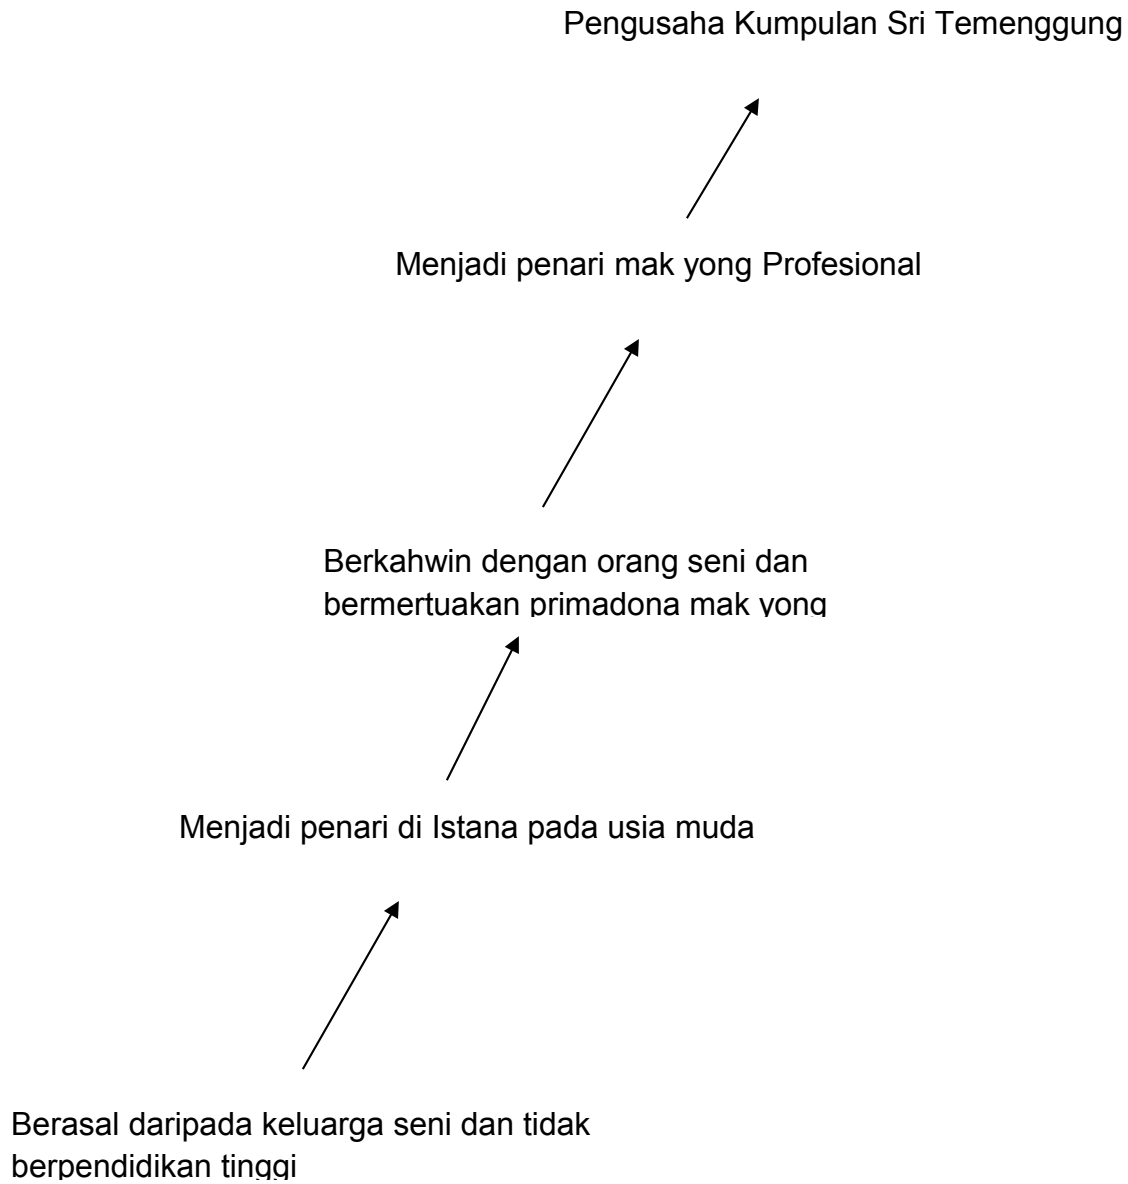 Pengusaha Kumpulan Sri Temenggung
Menjadi penari mak yong Profesional
Berkahwin dengan orang seni dan
bermertuakan primadona mak yong
Menjadi penari di Istana pada usia muda
Berasal daripada keluarga seni dan tidak
berpendidikan tinggi